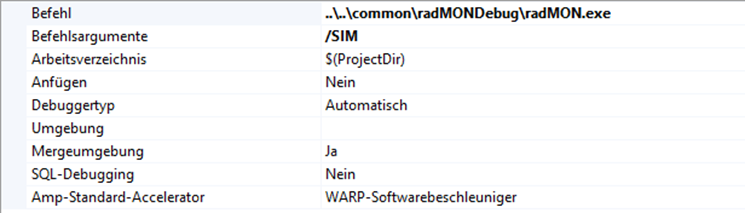 Befehl ..\..\common\radMONDebug\radMON.exe
Befehlsargumente /SIM
Arbeitsverzeichnis $(ProjectDir)
Anfügen Nein
Debuggertyp Automatisch
Umgebung
Mergeumgebung Ja
SQL-Debugging Nein
Amp-Standard-Accelerator WARP-Softwarebeschleuniger